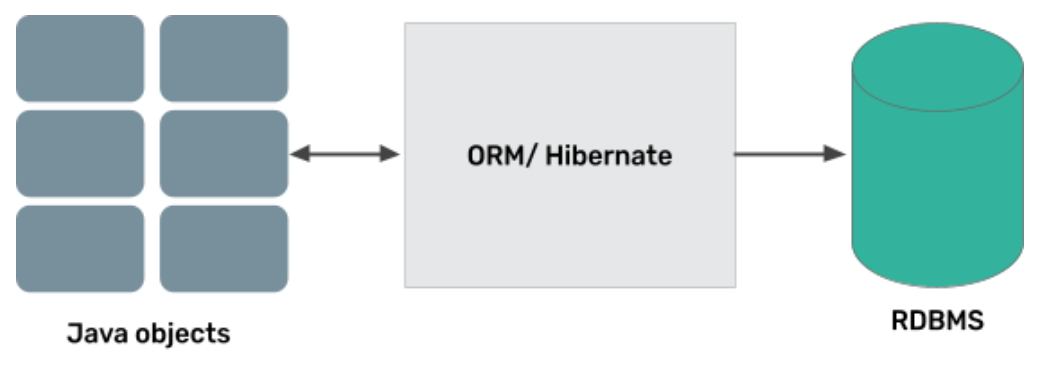 ORM/ Hibernate
Java objects
RDBMS